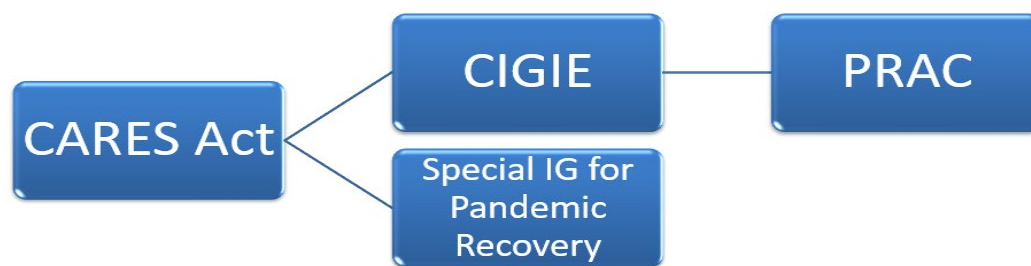 CARES Act
CIGIE
PRAC
Special IG for
Pandemic
Recovery